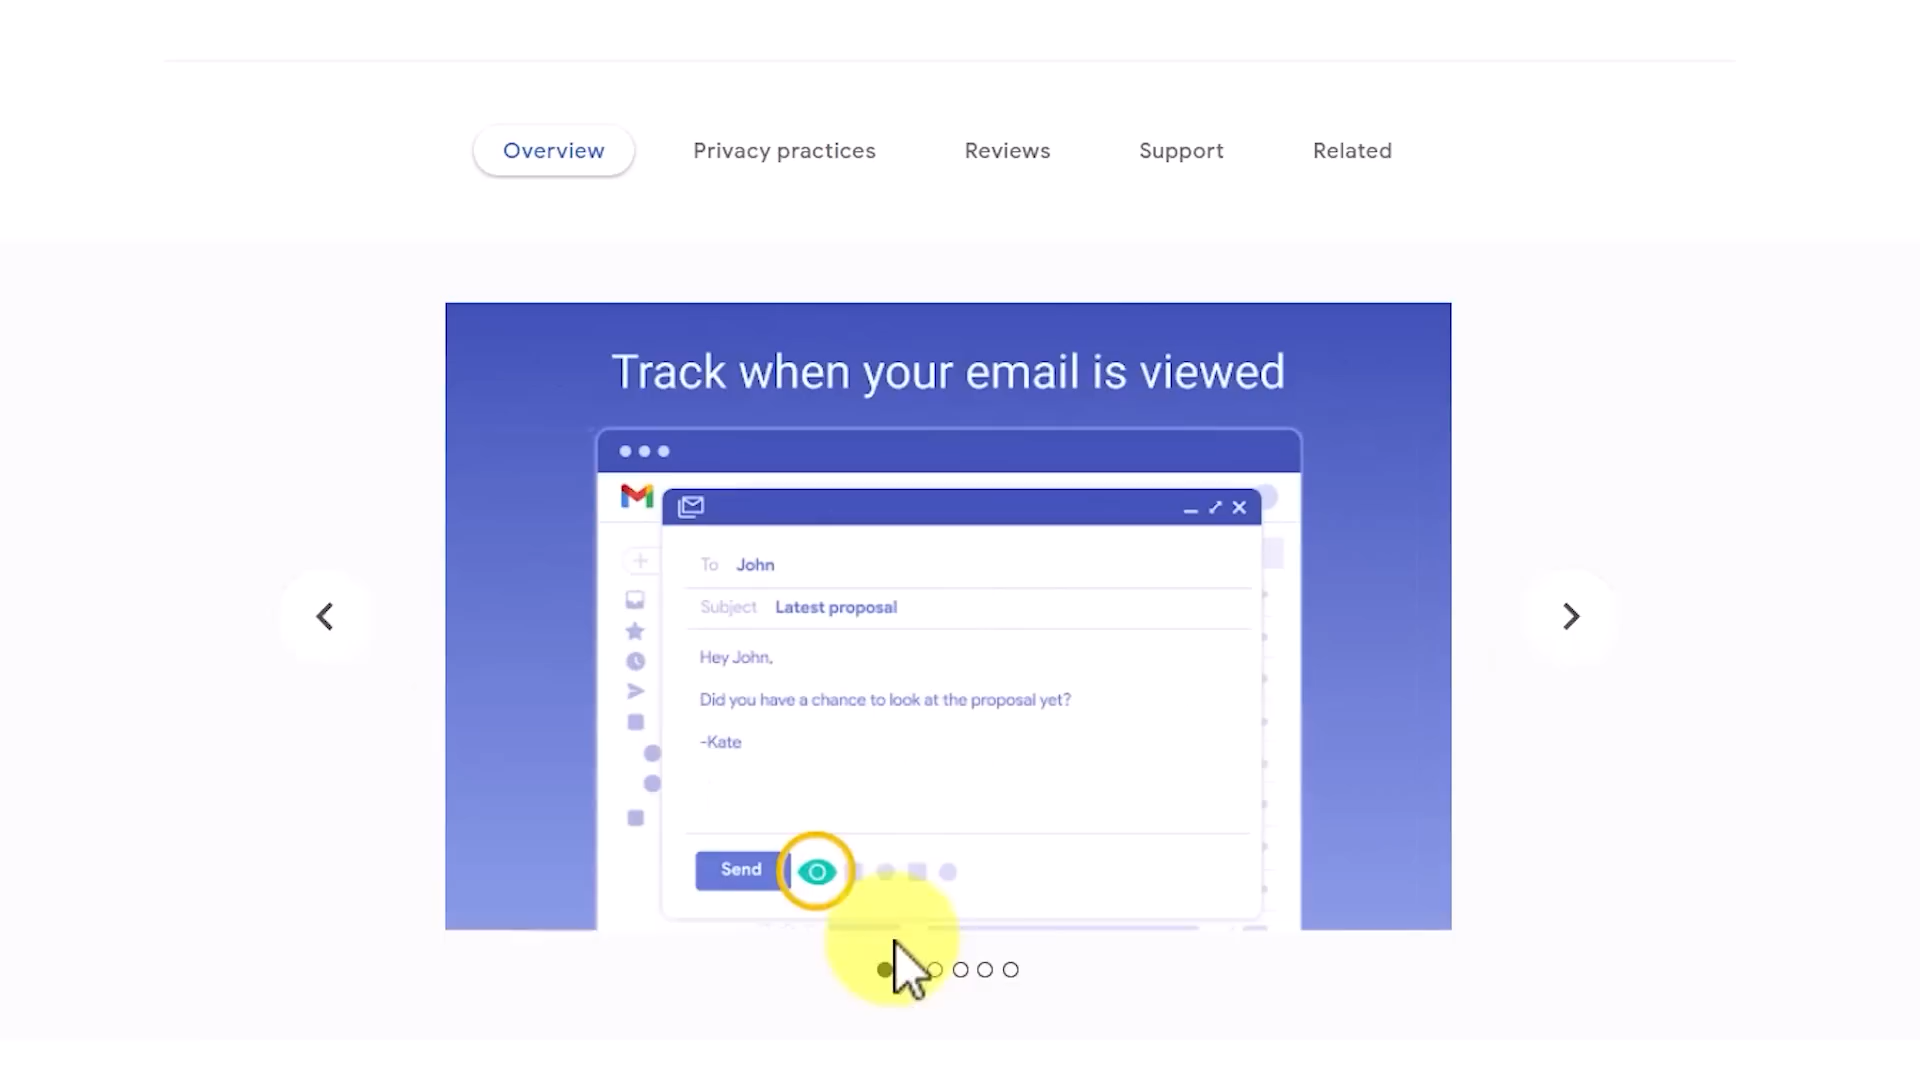 Overview Privacy practices Reviews Support Related
Track when your email is viewed
To John
Subject Latest proposal
Hey John,
Did you have a chance to look at the proposal yet?
-Kate
Send